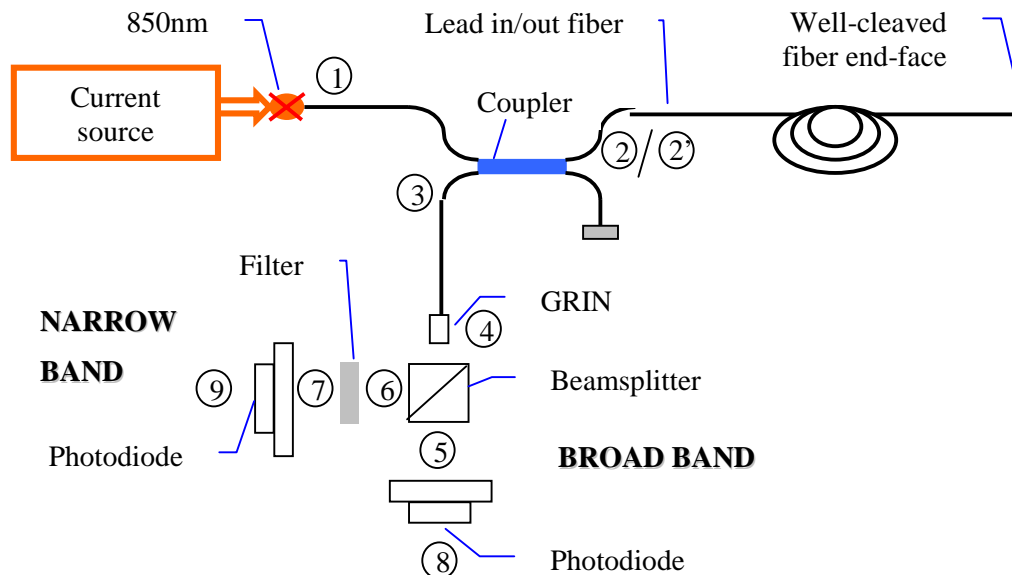 850nm
Lead in/out fiber
Well-cleaved
fiber end-face
Current
source
1
Coupler
2 / 2'
3
Filter
GRIN
4
NARROW
BAND
9
7
6
Beamsplitter
Photodiode
5
BROAD BAND
8
Photodiode